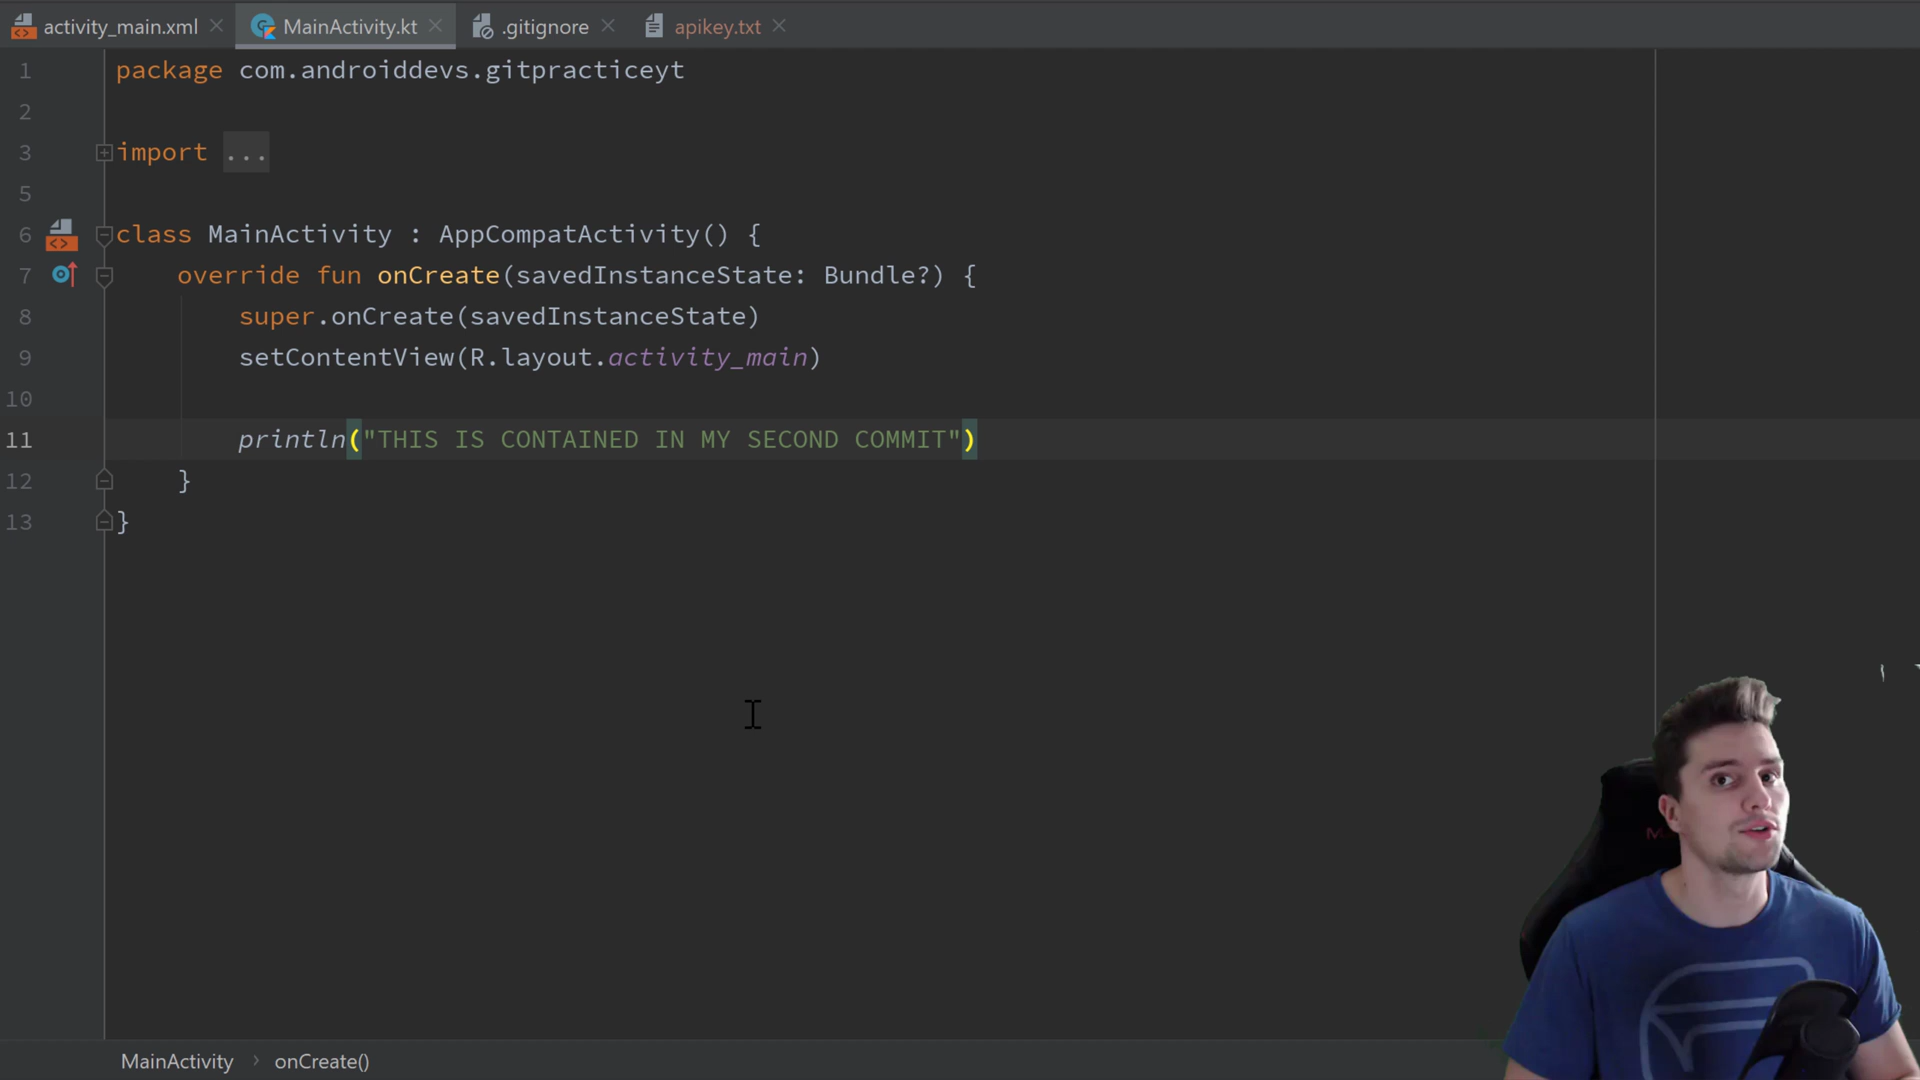 activity_main.xml MainActivity.kt .gitignore apikey.txt
1 package com.androiddevs.gitpracticeyt
2
3 import ...
5
6 class MainActivity : AppCompatActivity() {
7 override fun onCreate(savedInstanceState: Bundle?) {
8 super.onCreate(savedInstanceState)
9 setContentView(R.layout.activity_main)
10
11 println("THIS IS CONTAINED IN MY SECOND COMMIT")
12 }
13 }
MainActivity › onCreate()